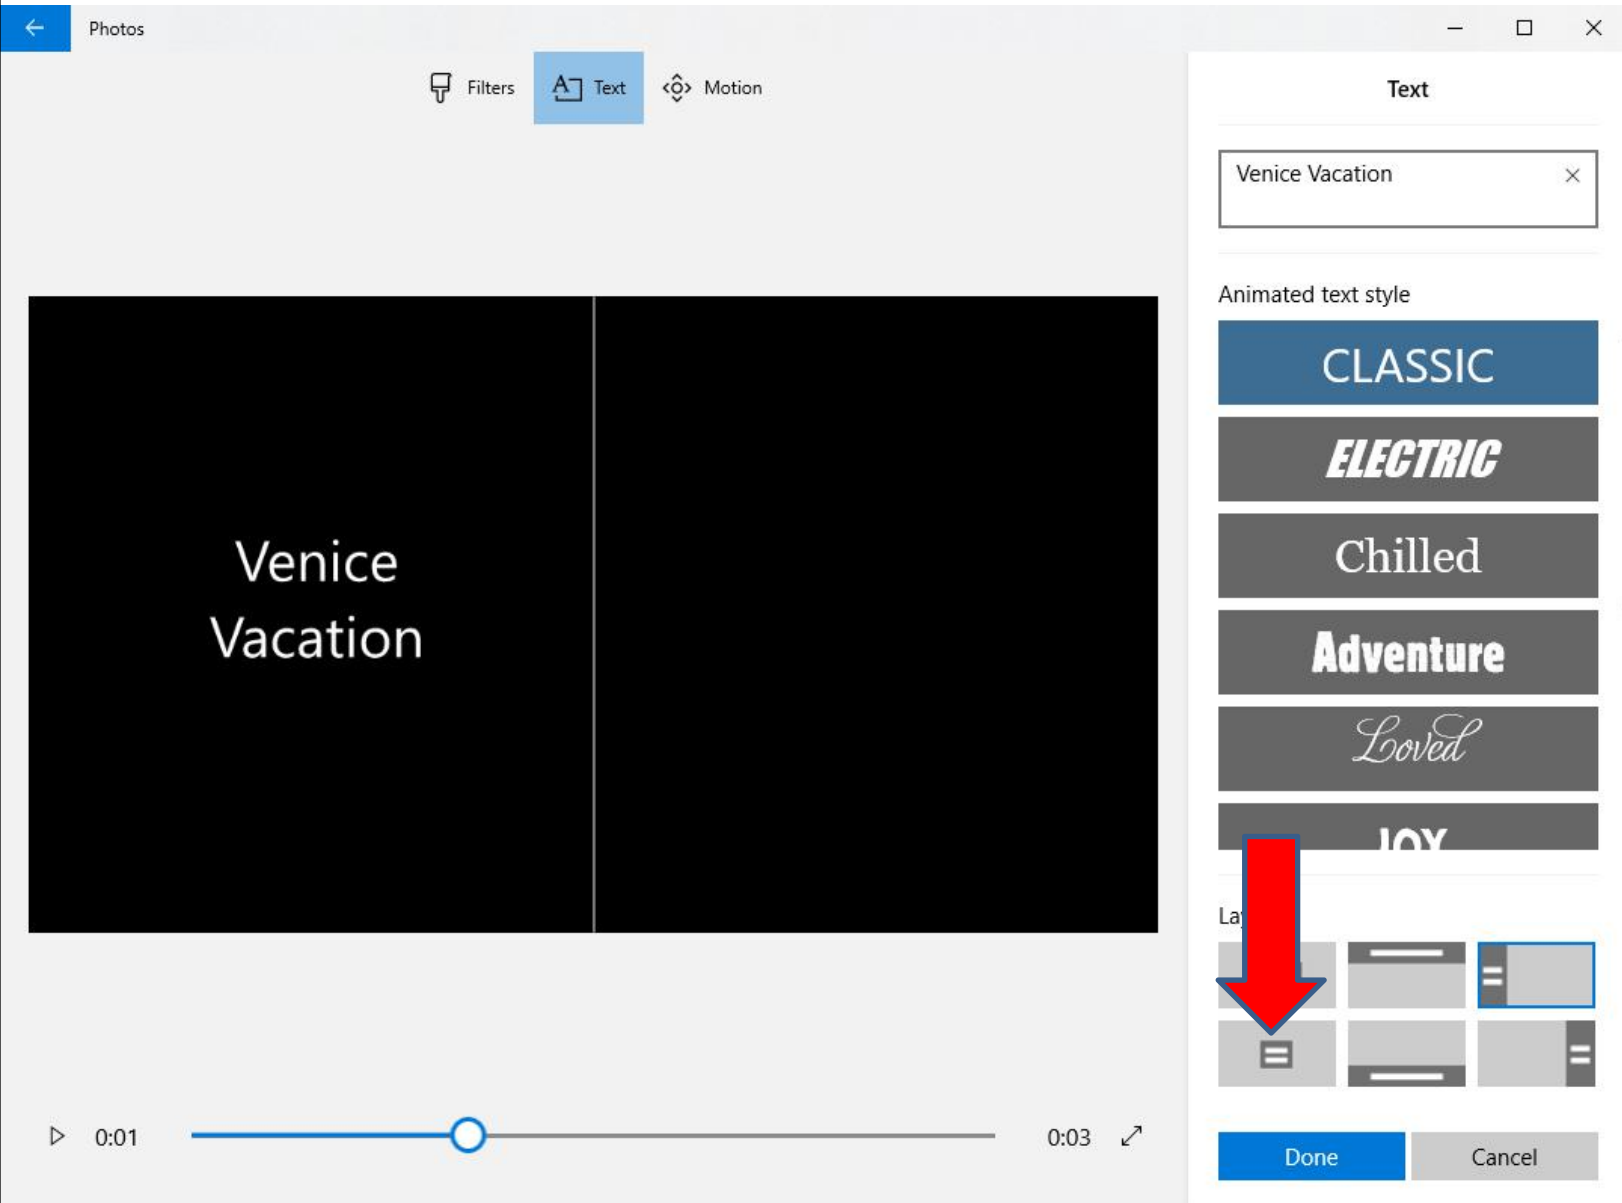 Photos
Filters
Text
Motion
Text
Venice Vacation
Animated text style
CLASSIC
ELECTRIC
Chilled
Adventure
Loved
JOY
Venice
Vacation
0:01
0:03
Done
Cancel